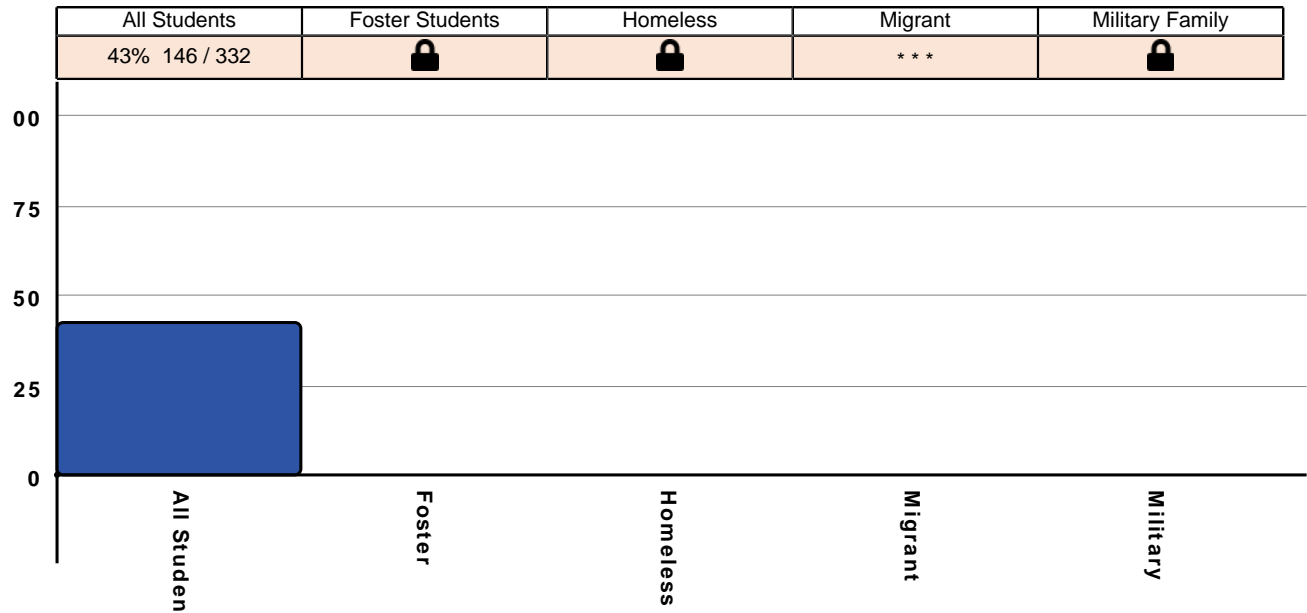 All Students Foster Students Homeless Migrant Military Family
43% 146 / 332 * * *
00
75
50
25
0
All Studen
Foster
Homeless
Migrant
Military